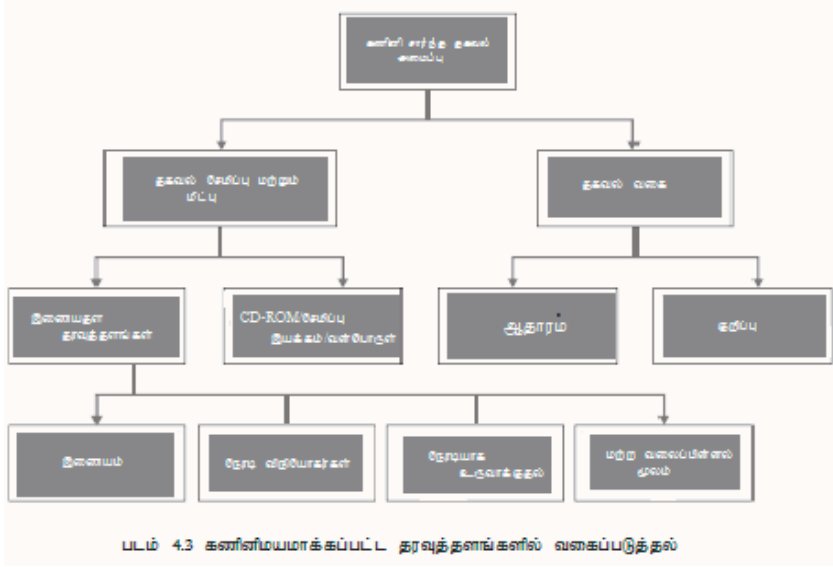 கணினி சார்ந்த தகவல்
அமைப்பு
தகவல் சேமிப்பு மற்றும்
மீட்பு
தகவல் வகை
இணையதள
தரவுத்தளங்கள்
CD-ROM/சேமிப்பு
இயக்கம்/வன்பொருள்
ஆதாரம்
குறிப்பு
இணையம்
நேரடி விநியோகர்கள்
நேரடியாக
உருவாக்குதல்
மற்ற வலைப்பின்னல்
மூலம்
படம் 4.3 கணினிமயமாக்கப்பட்ட தரவுத்தளங்களில் வகைப்படுத்தல்